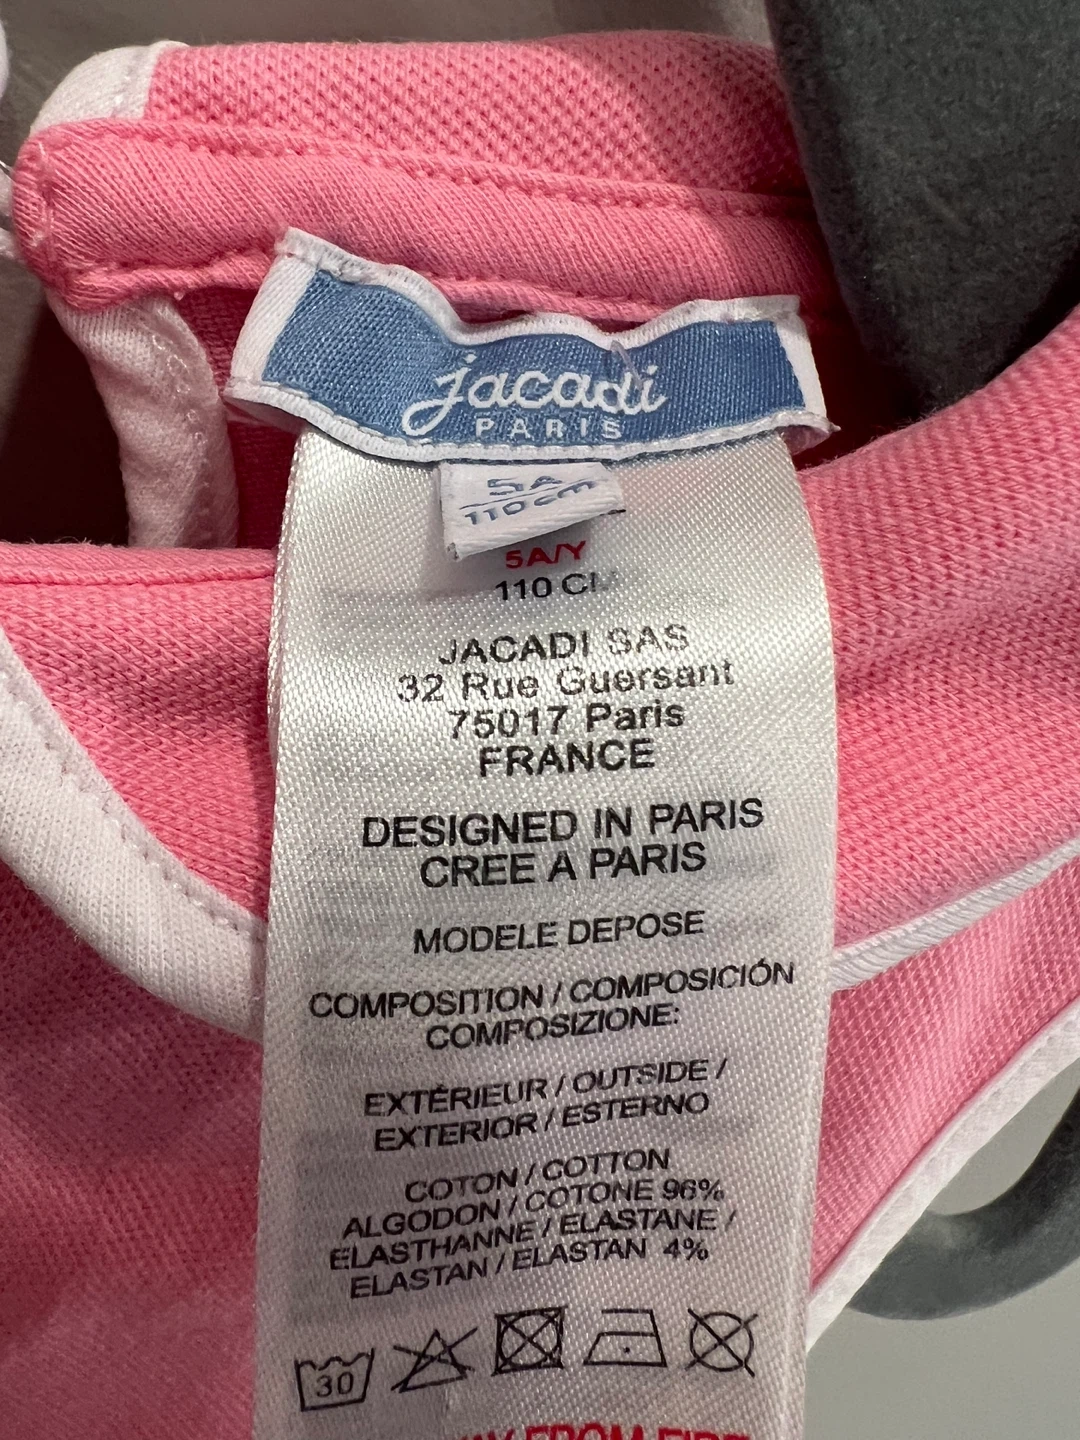 jacadi
PARIS
5A
110cm
5A/Y
110 CM
JACADI SAS
32 Rue Guersant
75017 Paris
FRANCE
DESIGNED IN PARIS
CREE A PARIS
MODELE DEPOSE
COMPOSITION / COMPOSICIÓN
COMPOSIZIONE:
EXTÉRIEUR / OUTSIDE /
EXTERIOR / ESTERNO
COTON / COTTON
ALGODON / COTONE 96%
ELASTHANNE / ELASTANE /
ELASTAN / ELASTAN 4%
30
FROM FIRE